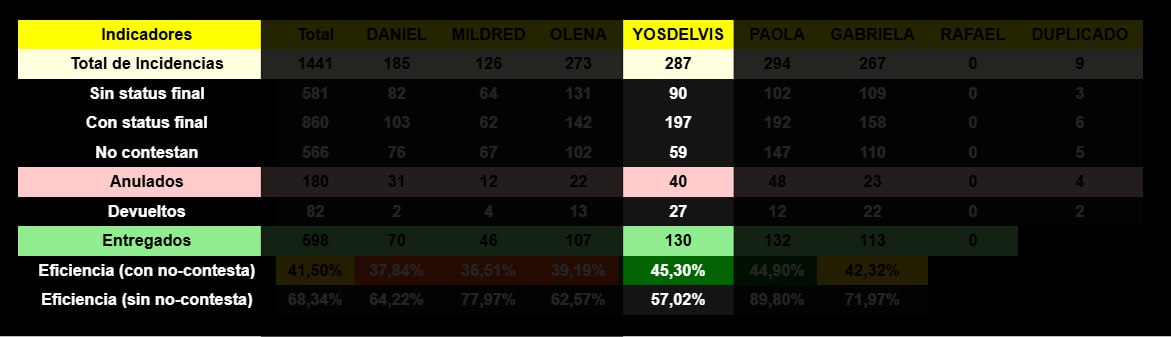 Indicadores Total DANIEL MILDRED OLENA YOSDELVIS PAOLA GABRIELA RAFAEL DUPLICADO
Total de Incidencias 1441 185 126 273 287 294 267 0 9
Sin status final 581 82 64 131 90 102 109 0 3
Con status final 860 103 62 142 197 192 158 0 6
No contestan 566 76 67 102 59 147 110 0 5
Anulados 180 31 12 22 40 48 23 0 4
Devueltos 82 2 4 13 27 12 22 0 2
Entregados 598 70 46 107 130 132 113 0
Eficiencia (con no-contesta) 41,50% 37,84% 36,51% 39,19% 45,30% 44,90% 42,32%
Eficiencia (sin no-contesta) 68,34% 64,22% 77,97% 62,57% 57,02% 89,80% 71,97%